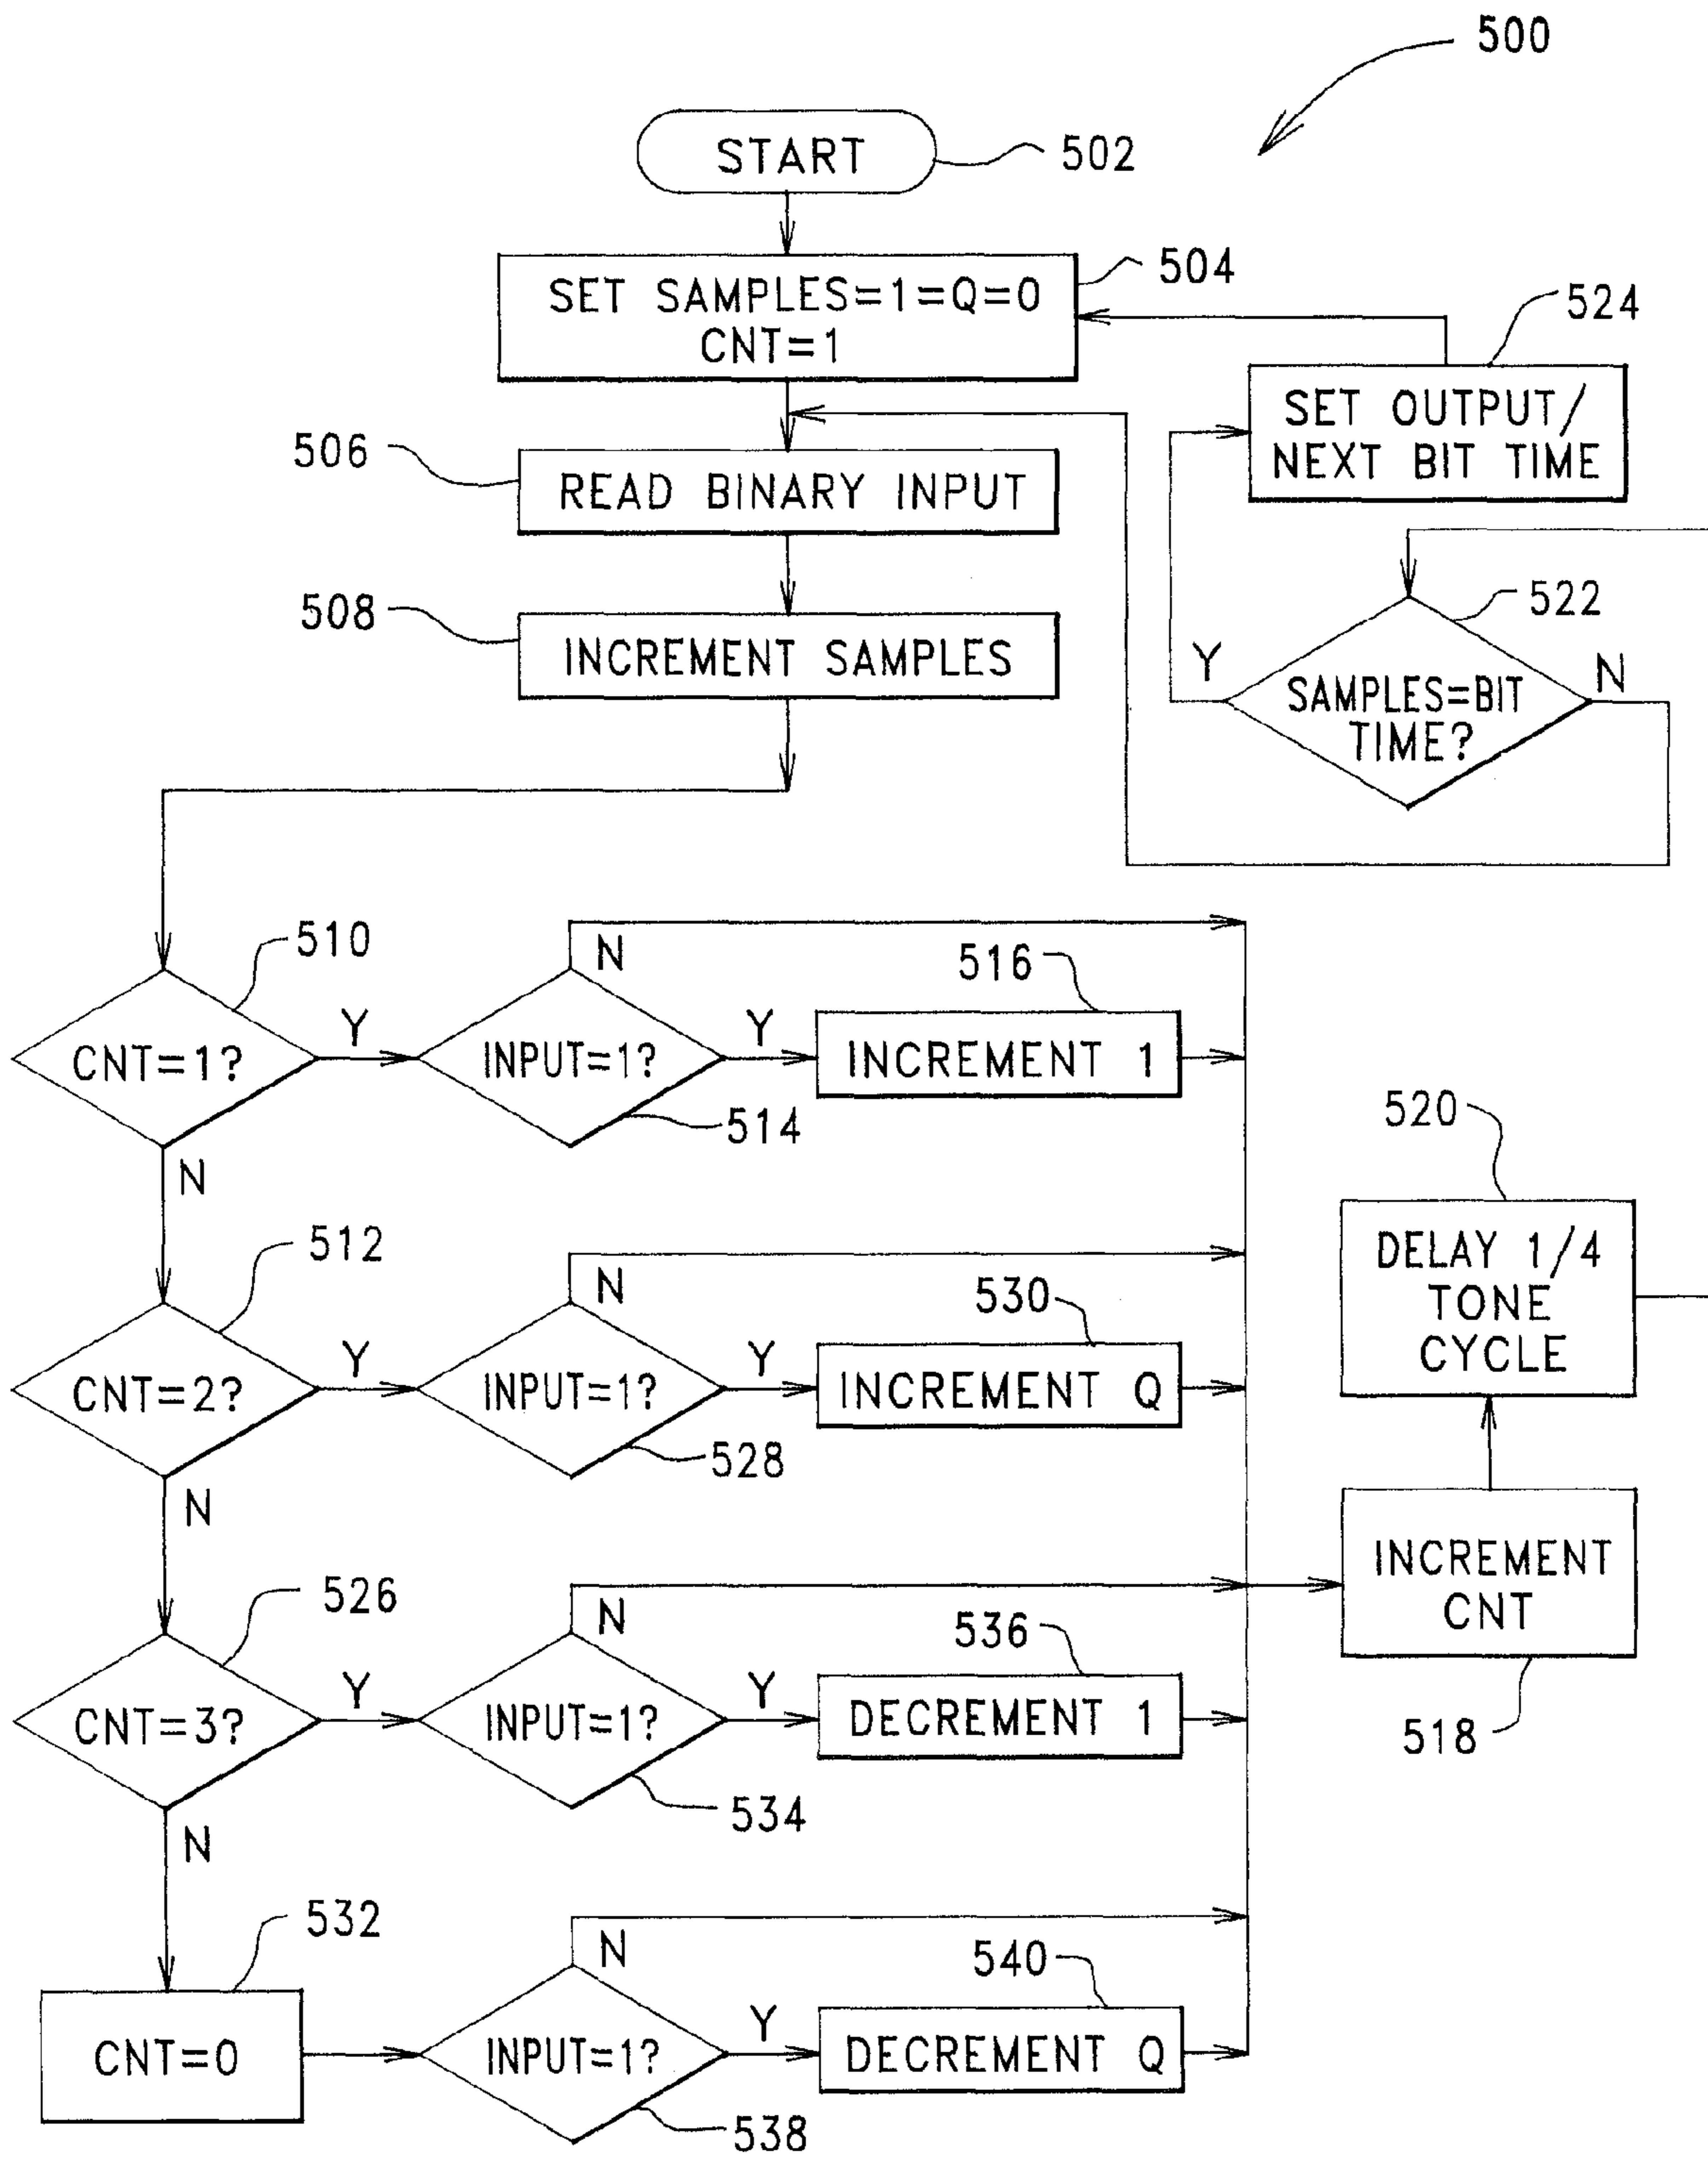 500
START
502
SET SAMPLES=1=Q=0
CNT=1
504
524
SET OUTPUT/
NEXT BIT TIME
506
READ BINARY INPUT
508
INCREMENT SAMPLES
522
Y
SAMPLES=BIT
TIME?
N
510
CNT=1?
Y
N
INPUT=1?
N
Y
514
516
INCREMENT 1
512
CNT=2?
Y
N
INPUT=1?
N
Y
528
530
INCREMENT Q
520
DELAY 1/4
TONE
CYCLE
526
CNT=3?
Y
N
INPUT=1?
N
Y
534
536
DECREMENT 1
INCREMENT
CNT
518
532
CNT=0
INPUT=1?
N
Y
538
540
DECREMENT Q